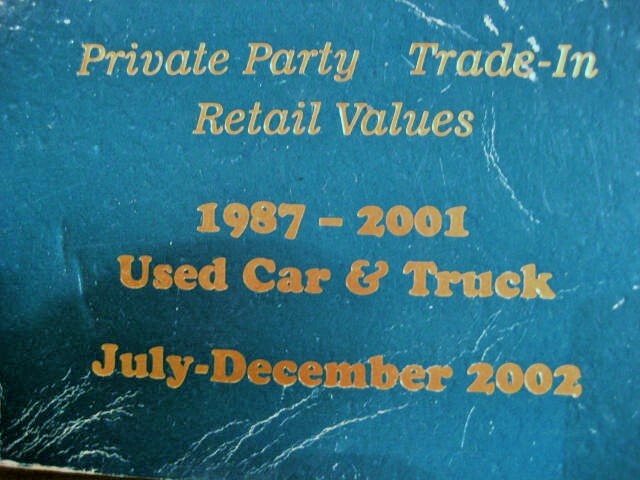 Private Party Trade-In
Retail Values
1987 - 2001
Used Car & Truck
July-December 2002